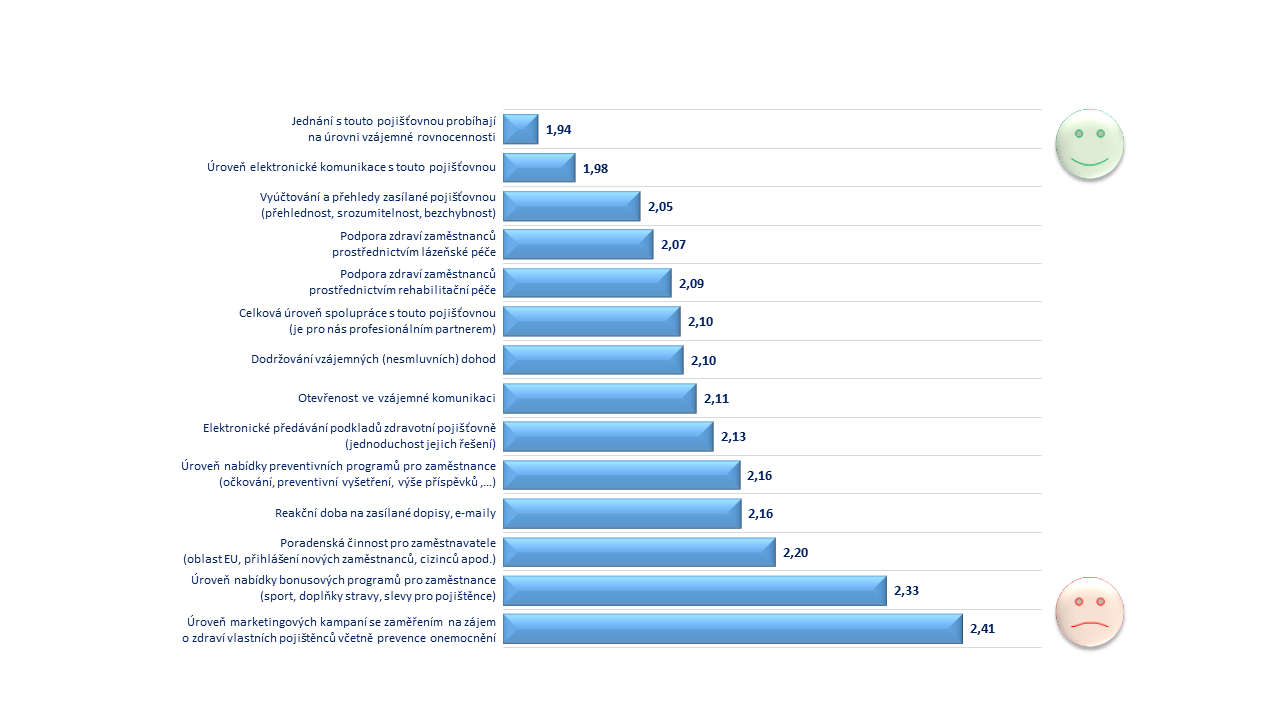 Jednání s touto pojišťovnou probíhají
na úrovni vzájemné rovnocennosti
1,94
Úroveň elektronické komunikace s touto pojišťovnou
1,98
Vyúčtování a přehledy zasílané pojišťovnou
(přehlednost, srozumitelnost, bezchybnost)
2,05
Podpora zdraví zaměstnanců
prostřednictvím lázeňské péče
2,07
Podpora zdraví zaměstnanců
prostřednictvím rehabilitační péče
2,09
Celková úroveň spolupráce s touto pojišťovnou
(je pro nás profesionálním partnerem)
2,10
Dodržování vzájemných (nesmluvních) dohod
2,10
Otevřenost ve vzájemné komunikaci
2,11
Elektronické předávání podkladů zdravotní pojišťovně
(jednoduchost jejich řešení)
2,13
Úroveň nabídky preventivních programů pro zaměstnance
(očkování, preventivní vyšetření, výše příspěvků ,...)
2,16
Reakční doba na zasílané dopisy, e-maily
2,16
Poradenská činnost pro zaměstnavatele
(oblast EU, přihlášení nových zaměstnanců, cizinců apod.)
2,20
Úroveň nabídky bonusových programů pro zaměstnance
(sport, doplňky stravy, slevy pro pojištěnce)
2,33
Úroveň marketingových kampaní se zaměřením na zájem
o zdraví vlastních pojištěnců včetně prevence onemocnění
2,41